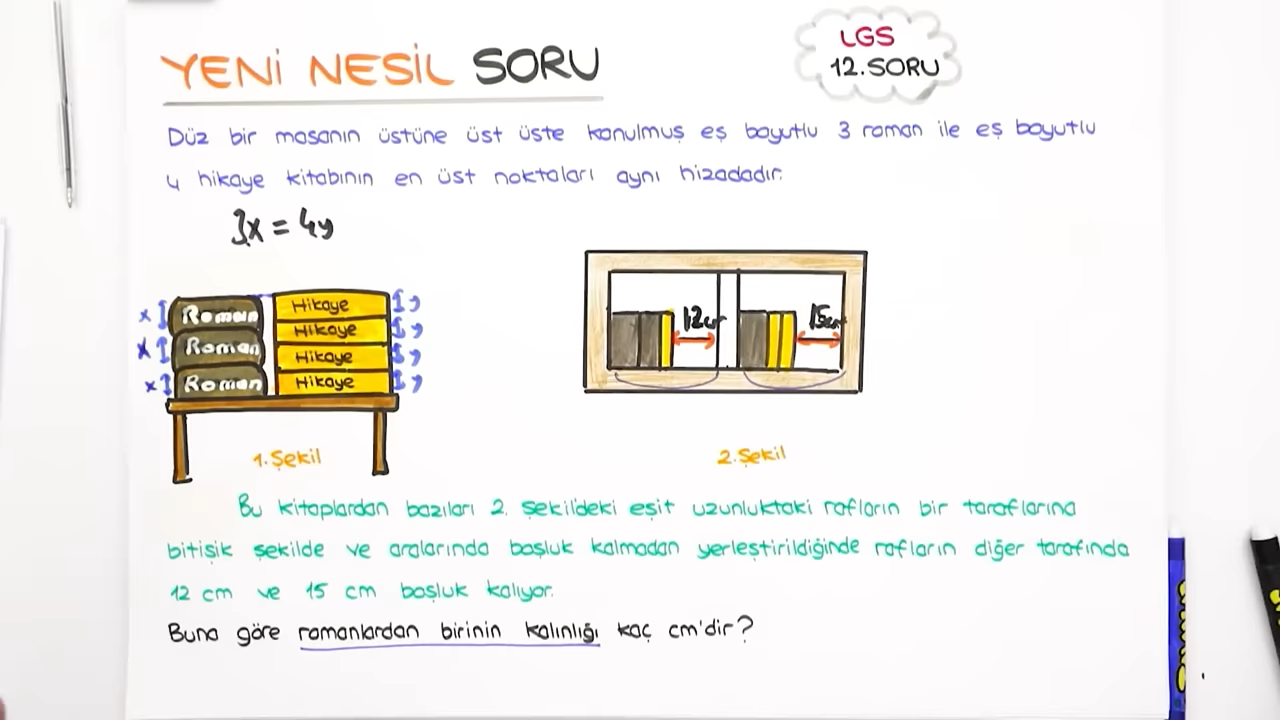 YENİ NESİL SORU
LGS
12.SORU
Düz bir masanın üstüne üst üste konulmuş eş boyutlu 3 roman ile eş boyutlu
4 hikaye kitabının en üst noktaları aynı hizadadır.
3x = 4y
x Roman Hikaye y
Hikaye y
x Roman Hikaye y
x Roman Hikaye y
12cm 15cm
1.Şekil
2.Şekil
Bu kitaplardan bazıları 2. şekildeki eşit uzunluktaki rafların bir taraflarına
bitişik şekilde ve aralarında boşluk kalmadan yerleştirildiğinde rafların diğer tarafında
12 cm ve 15 cm boşluk kalıyor.
Buna göre romanlardan birinin kalınlığı kaç cm'dir?